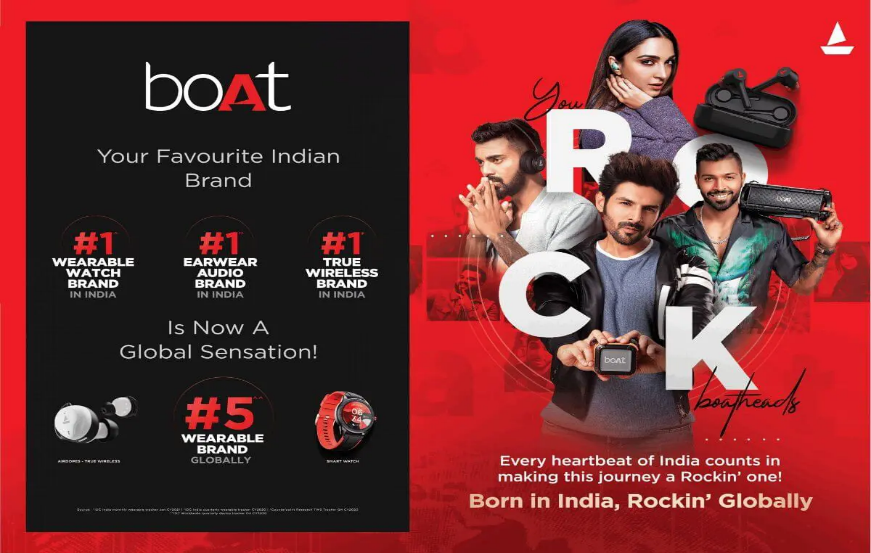 boAt
Your Favourite Indian
Brand
#1
WEARABLE
WATCH
BRAND
IN INDIA
#1
EARWEAR
AUDIO
BRAND
IN INDIA
#1
TRUE
WIRELESS
BRAND
IN INDIA
Is Now A
Global Sensation!
#5
WEARABLE
BRAND
GLOBALLY
AIRDOPES - TRUE WIRELESS
SMART WATCH
You
ROCK
boAtheads
boAt
boAt
Every heartbeat of India counts in
making this journey a Rockin' one!
Born in India, Rockin' Globally